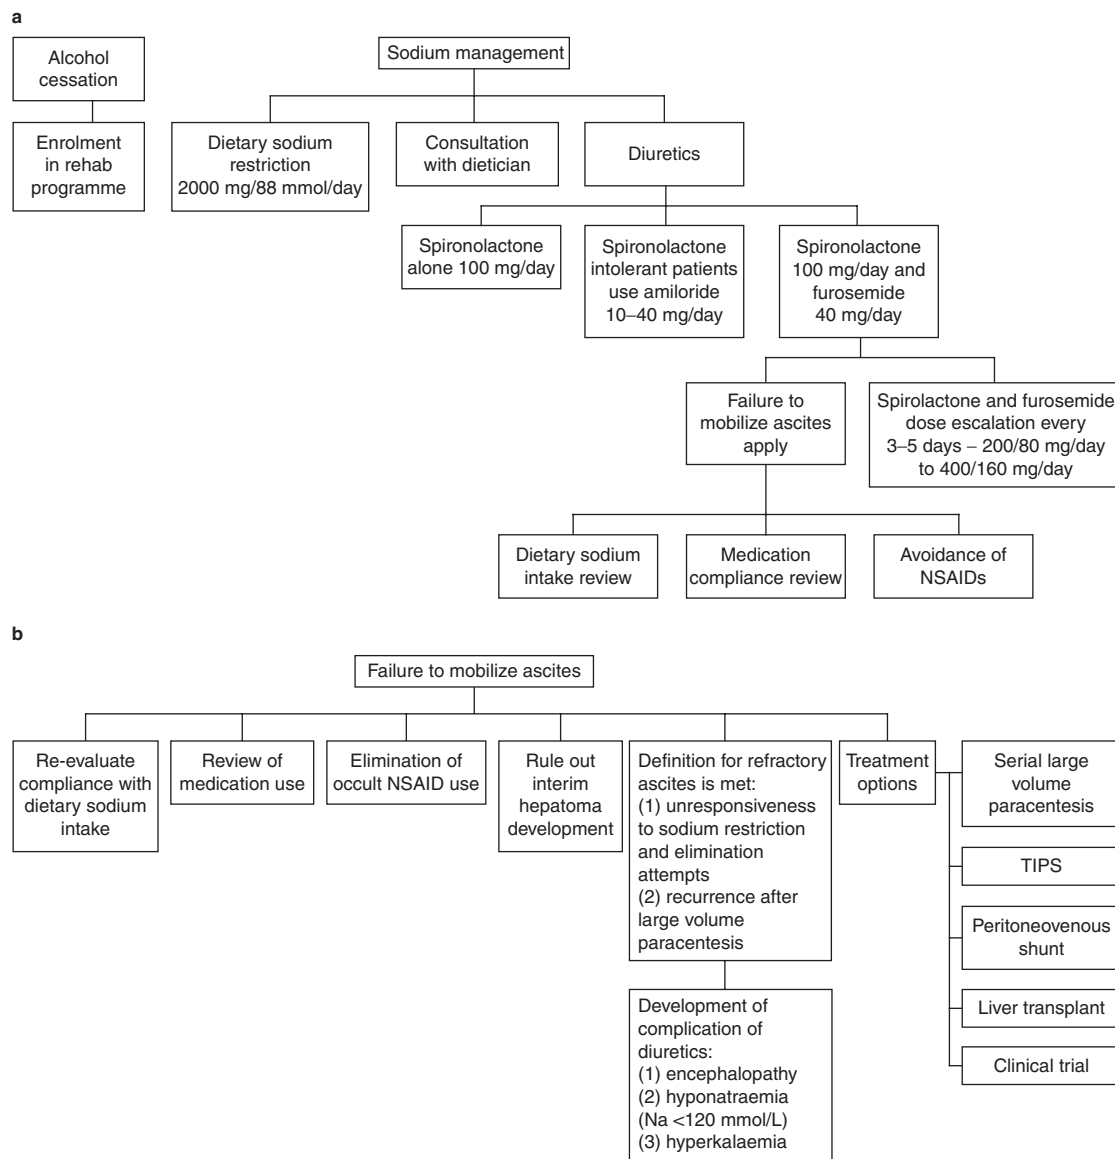 a
Alcohol
cessation
Sodium management
Enrolment
in rehab
programme
Dietary sodium
restriction
2000 mg/88 mmol/day
Consultation
with dietician
Diuretics
Spironolactone
alone 100 mg/day
Spironolactone
intolerant patients
use amiloride
10–40 mg/day
Spironolactone
100 mg/day and
furosemide
40 mg/day
Failure to
mobilize ascites
apply
Spirolactone and furosemide
dose escalation every
3–5 days – 200/80 mg/day
to 400/160 mg/day
Dietary sodium
intake review
Medication
compliance review
Avoidance of
NSAIDs
b
Failure to mobilize ascites
Re-evaluate
compliance with
dietary sodium
intake
Review of
medication use
Elimination of
occult NSAID use
Rule out
interim
hepatoma
development
Definition for refractory
ascites is met:
(1) unresponsiveness
to sodium restriction
and elimination
attempts
(2) recurrence after
large volume
paracentesis
Treatment
options
Serial large
volume
paracentesis
TIPS
Peritoneovenous
shunt
Liver transplant
Clinical trial
Development of
complication of
diuretics:
(1) encephalopathy
(2) hyponatraemia
(Na <120 mmol/L)
(3) hyperkalaemia